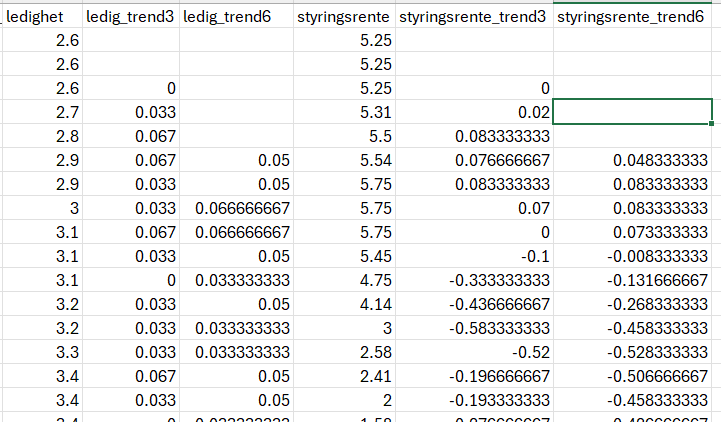 ledighet ledig_trend3 ledig_trend6 styringsrente styringsrente_trend3 styringsrente_trend6
2.6 5.25
2.6 5.25
2.6 0 5.25 0
2.7 0.033 5.31 0.02
2.8 0.067 5.5 0.083333333
2.9 0.067 0.05 5.54 0.076666667 0.048333333
2.9 0.033 0.05 5.75 0.083333333 0.083333333
3 0.033 0.066666667 5.75 0.07 0.083333333
3.1 0.067 0.066666667 5.75 0 0.073333333
3.1 0.033 0.05 5.45 -0.1 -0.008333333
3.1 0 0.033333333 4.75 -0.333333333 -0.131666667
3.2 0.033 0.05 4.14 -0.436666667 -0.268333333
3.2 0.033 0.033333333 3 -0.583333333 -0.458333333
3.3 0.033 0.033333333 2.58 -0.52 -0.528333333
3.4 0.067 0.05 2.41 -0.196666667 -0.506666667
3.4 0.033 0.05 2 -0.193333333 -0.458333333